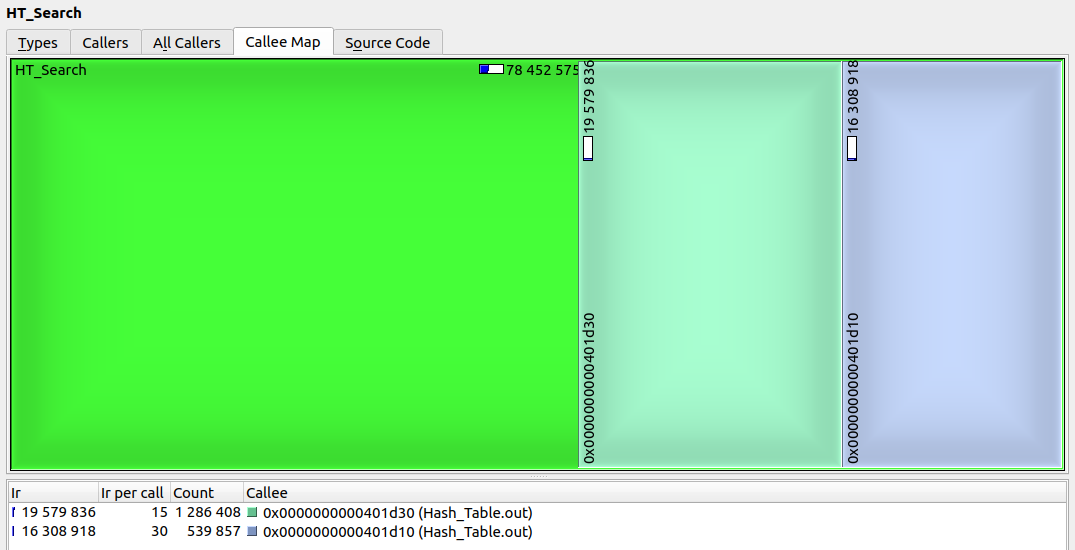 HT_Search
Types Callers All Callers Callee Map Source Code
HT_Search 78 452 575
19 579 836
0x0000000000401d30
16 308 918
0x0000000000401d10
Ir Ir per call Count Callee
19 579 836 15 1 286 408 0x0000000000401d30 (Hash_Table.out)
16 308 918 30 539 857 0x0000000000401d10 (Hash_Table.out)